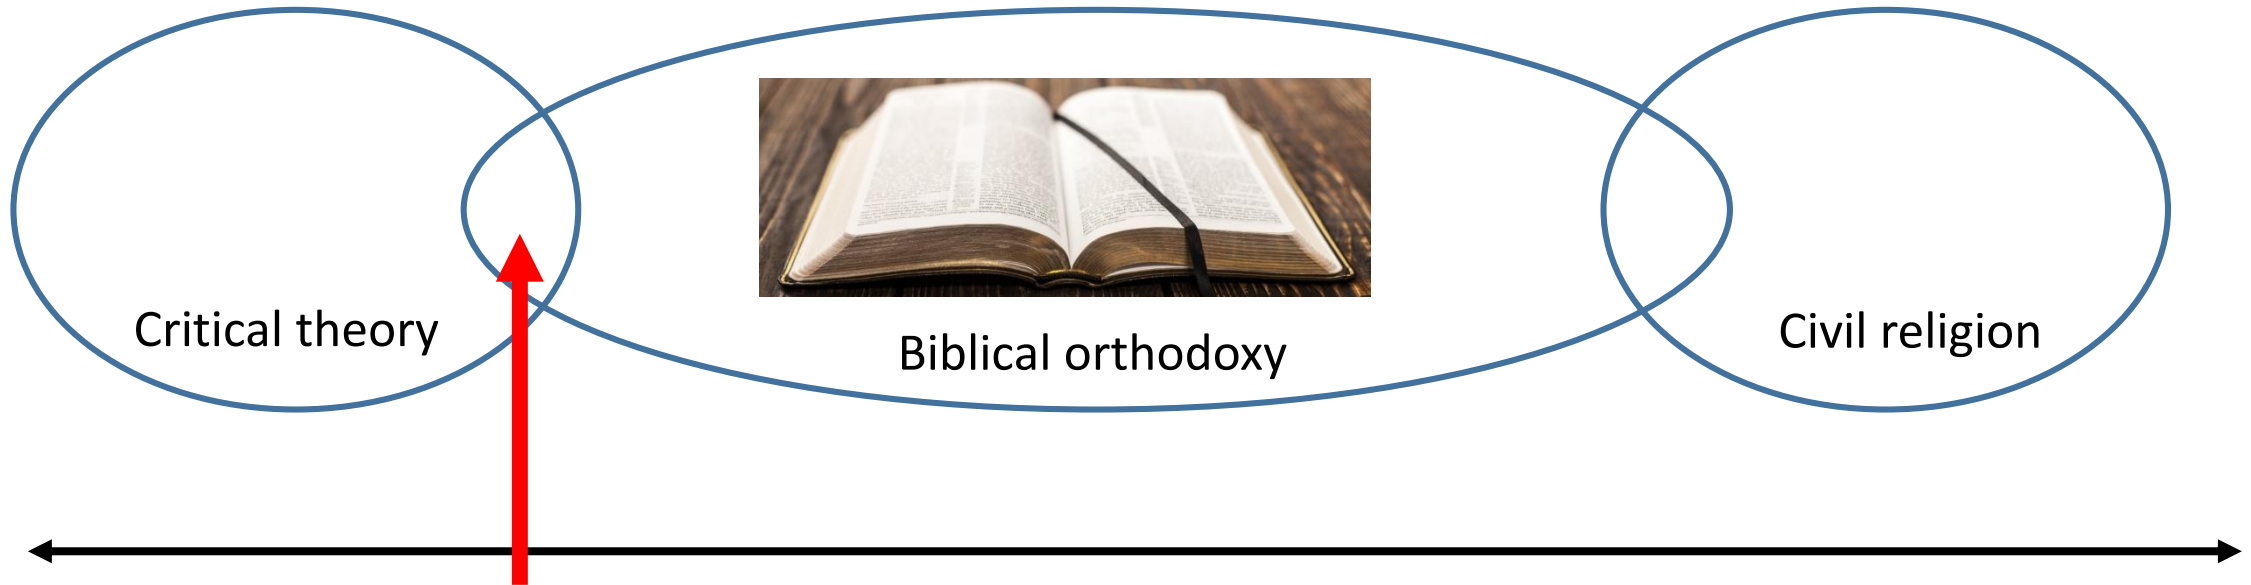 Critical theory
Biblical orthodoxy
Civil religion